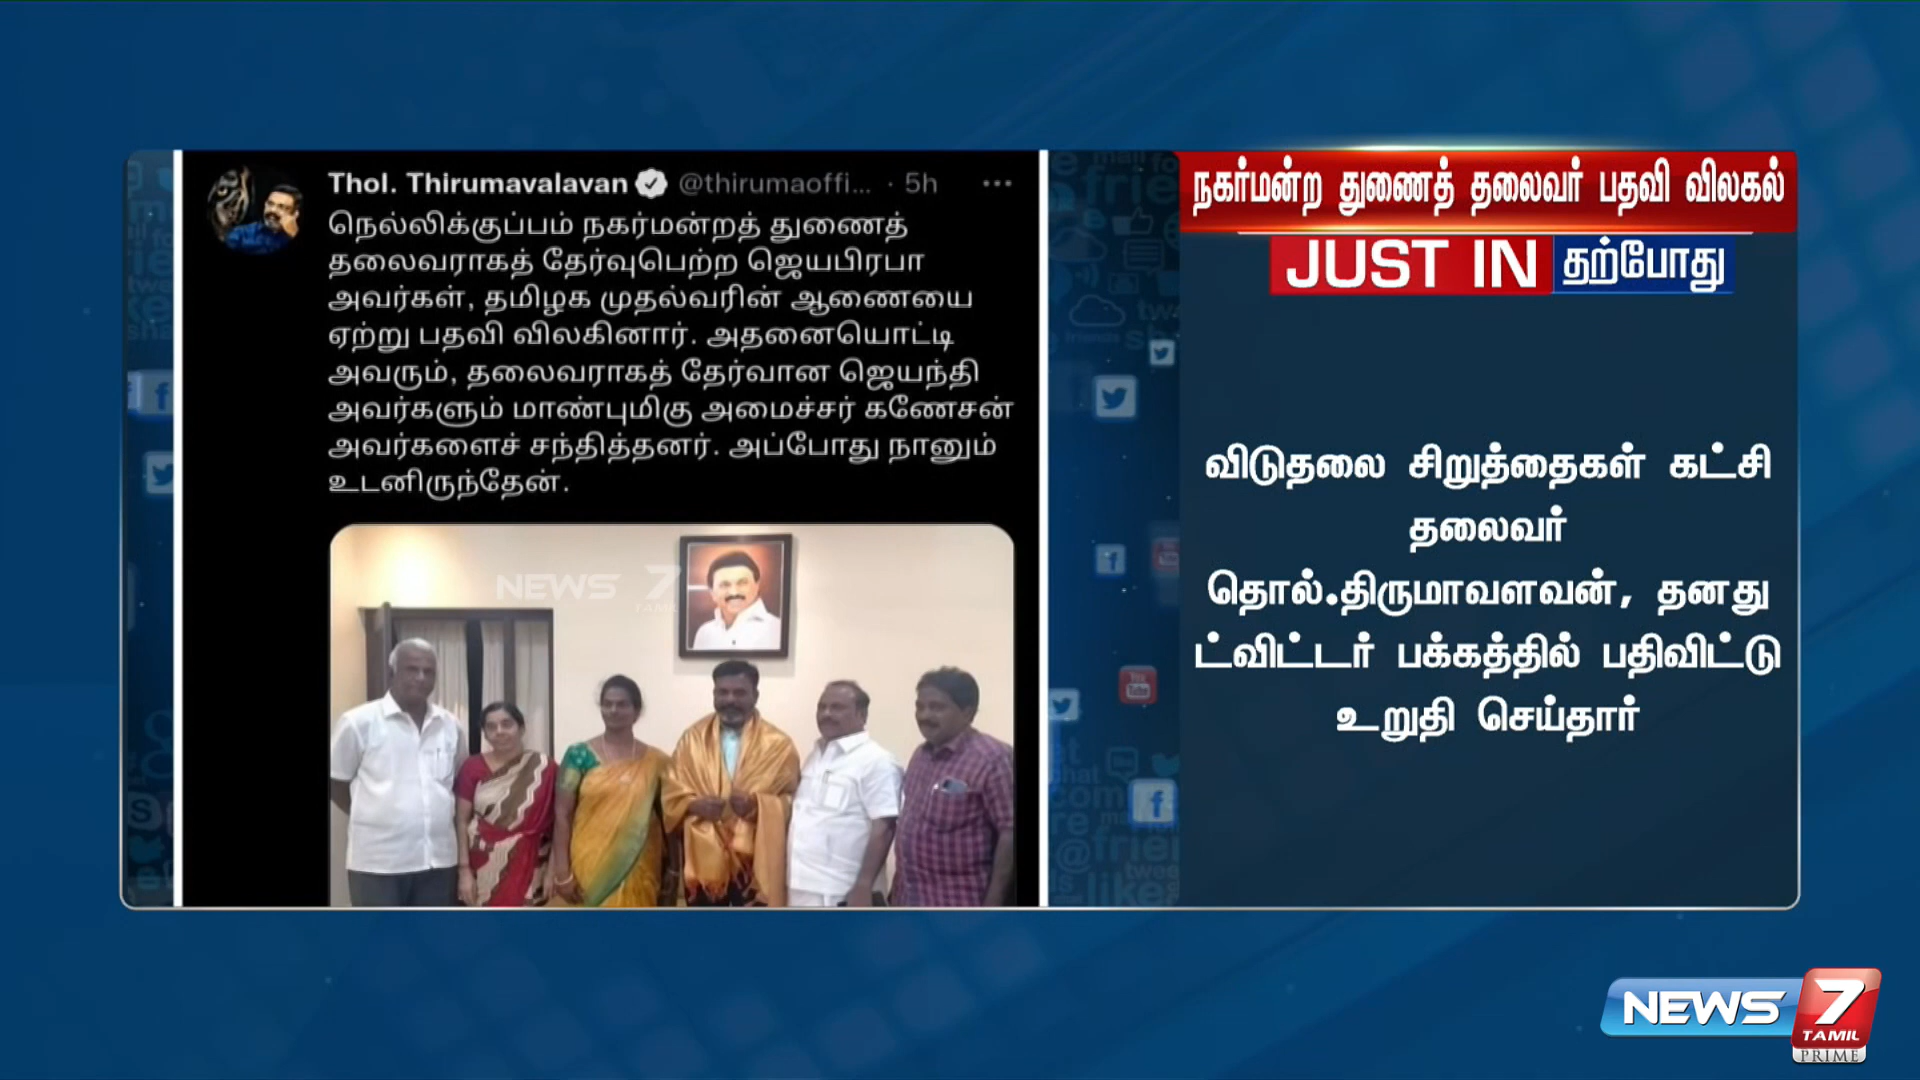 Thol. Thirumavalavan @thirumaoffi... · 5h ...
நெல்லிக்குப்பம் நகர்மன்றத் துணைத்
தலைவராகத் தேர்வுபெற்ற ஜெயபிரபா
அவர்கள், தமிழக முதல்வரின் ஆணையை
ஏற்று பதவி விலகினார். அதனையொட்டி
அவரும், தலைவராகத் தேர்வான ஜெயந்தி
அவர்களும் மாண்புமிகு அமைச்சர் கணேசன்
அவர்களைச் சந்தித்தனர். அப்போது நானும்
உடனிருந்தேன்.
NEWS 7
TAMIL
நகர்மன்ற துணைத் தலைவர் பதவி விலகல்
JUST IN தற்போது
விடுதலை சிறுத்தைகள் கட்சி
தலைவர்
தொல்.திருமாவளவன், தனது
ட்விட்டர் பக்கத்தில் பதிவிட்டு
உறுதி செய்தார்
NEWS 7
TAMIL
PRIME